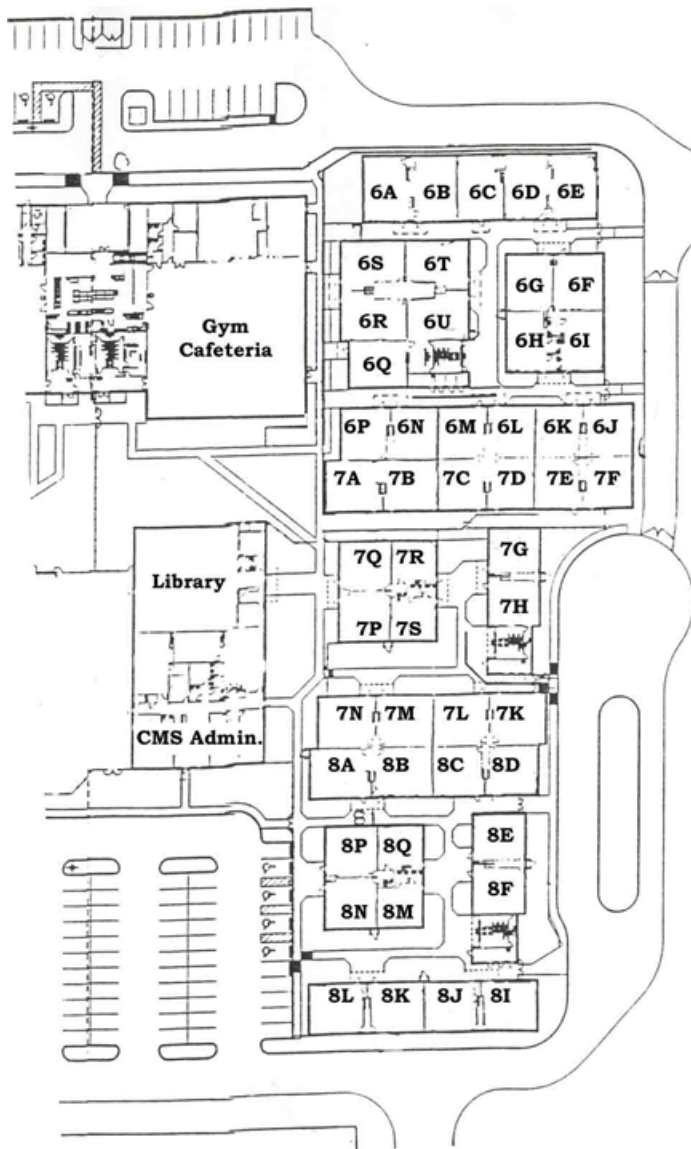 6A 6B 6C 6D 6E
6S 6T
6G 6F
Gym
Cafeteria
6R 6U
6H 6I
6Q
6P 6N 6M 6L 6K 6J
7A 7B 7C 7D 7E 7F
7Q 7R
7G
Library
7H
7P 7S
7N 7M 7L 7K
CMS Admin.
8A 8B 8C 8D
8P 8Q
8E
8F
8N 8M
8L 8K 8J 8I